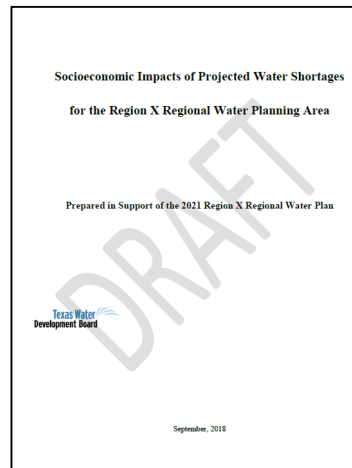 Socioeconomic Impacts of Projected Water Shortages
for the Region X Regional Water Planning Area
Prepared in Support of the 2021 Region X Regional Water Plan
DRAFT
Texas Water
Development Board
September, 2018